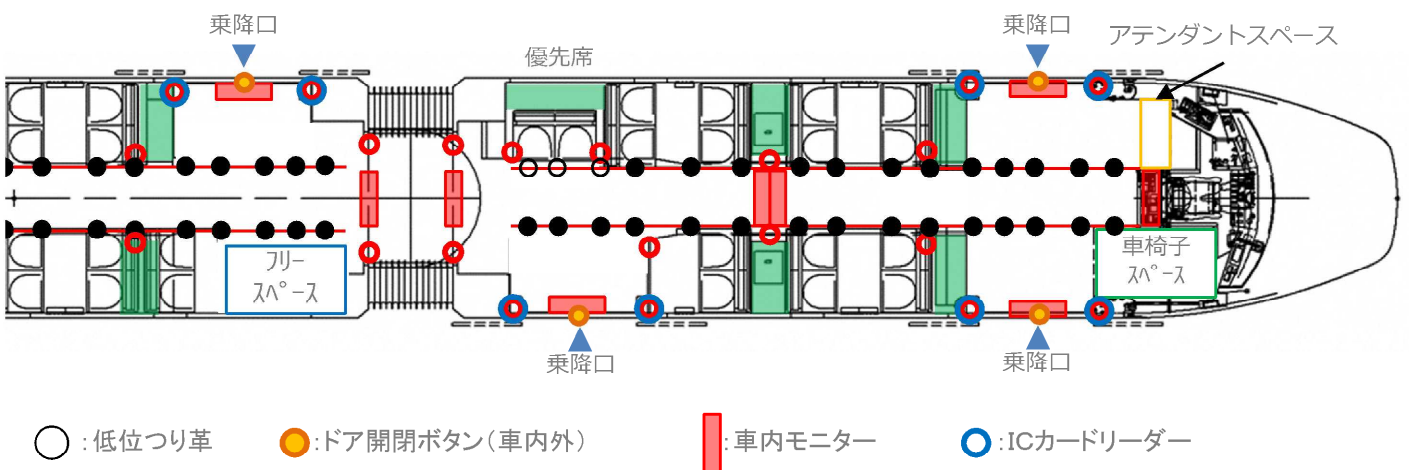 乗降口
乗降口
アテンダントスペース
優先席
フリー
スペース
車椅子
スペース
乗降口
乗降口
:低位つり革
:ドア開閉ボタン(車内外)
:車内モニター
:ICカードリーダー